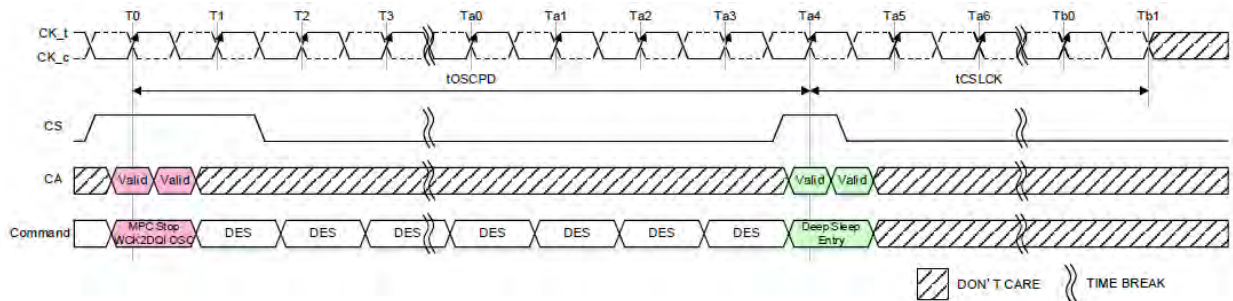 T0 T1 T2 T3 Ta0 Ta1 Ta2 Ta3 Ta4 Ta5 Ta6 Tb0 Tb1
CK_t
CK_c
tOSCPD tCSLCK
CS
CA Valid Valid Valid Valid
Command MPC Stop WCK2DQI OSC DES DES DES DES DES DES DES Deep Sleep Entry
DON'T CARE TIME BREAK